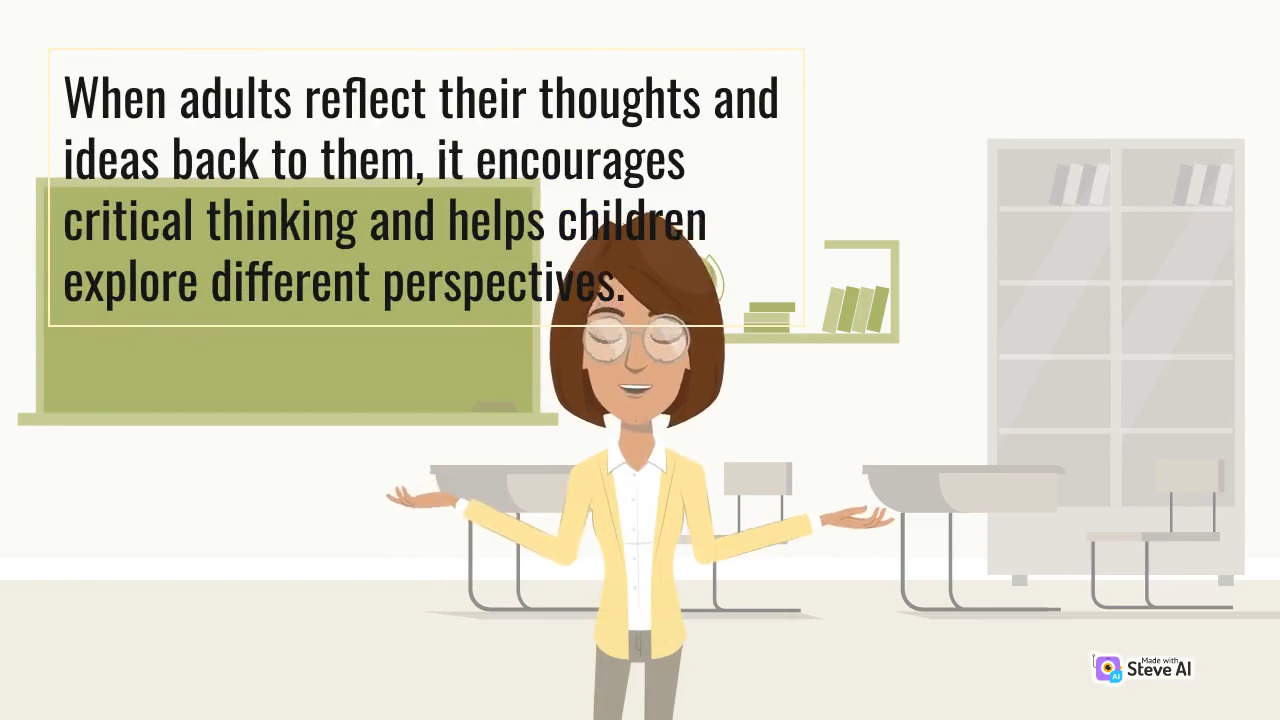 When adults reflect their thoughts and
ideas back to them, it encourages
critical thinking and helps children
explore different perspectives.
Made with
Steve AI
AI